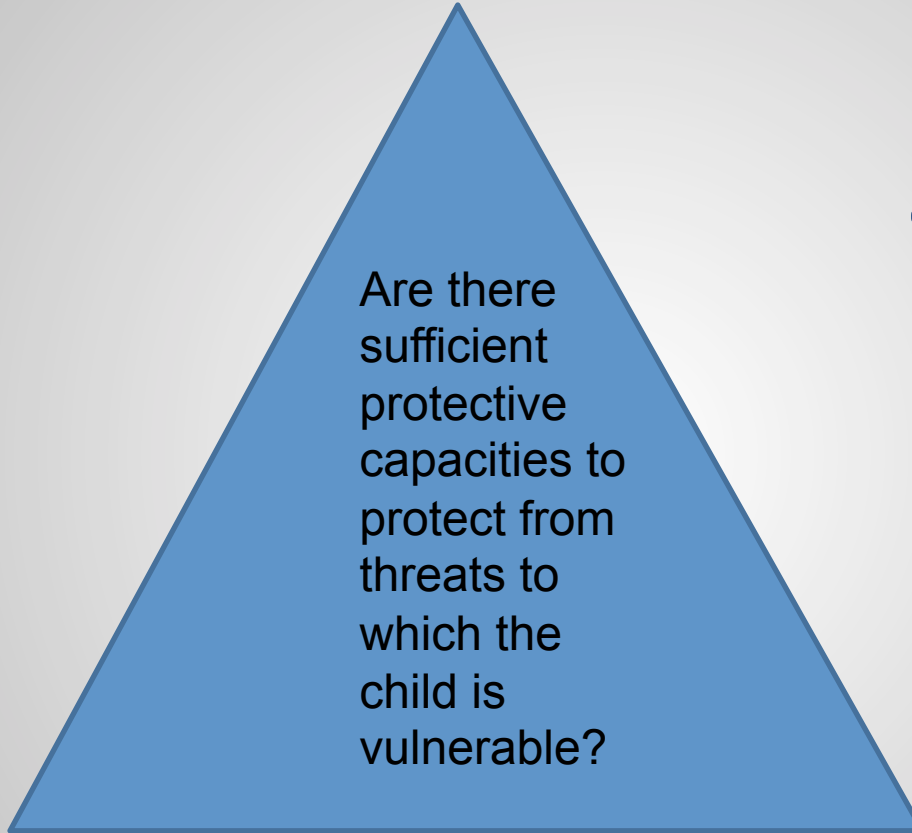 Are there
sufficient
protective
capacities to
protect from
threats to
which the
child is
vulnerable?